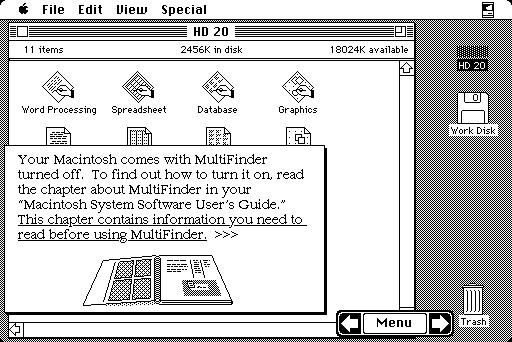 File Edit View Special
HD 20
11 items 2456K in disk 18024K available
Word Processing Spreadsheet Database Graphics
HD 20
Work Disk
Your Macintosh comes with MultiFinder
turned off. To find out how to turn it on, read
the chapter about MultiFinder in your
“Macintosh System Software User's Guide.”
This chapter contains information you need to
read before using MultiFinder. >>>
Menu
Trash